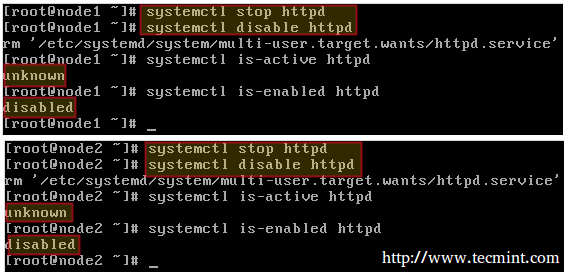 [root@node1 ~]# systemctl stop httpd
[root@node1 ~]# systemctl disable httpd
rm '/etc/systemd/system/multi-user.target.wants/httpd.service'
[root@node1 ~]# systemctl is-active httpd
unknown
[root@node1 ~]# systemctl is-enabled httpd
disabled
[root@node1 ~]# _
[root@node2 ~]# systemctl stop httpd
[root@node2 ~]# systemctl disable httpd
rm '/etc/systemd/system/multi-user.target.wants/httpd.service'
[root@node2 ~]# systemctl is-active httpd
unknown
[root@node2 ~]# systemctl is-enabled httpd
disabled
[root@node2 ~]# _
http://www.tecmint.com